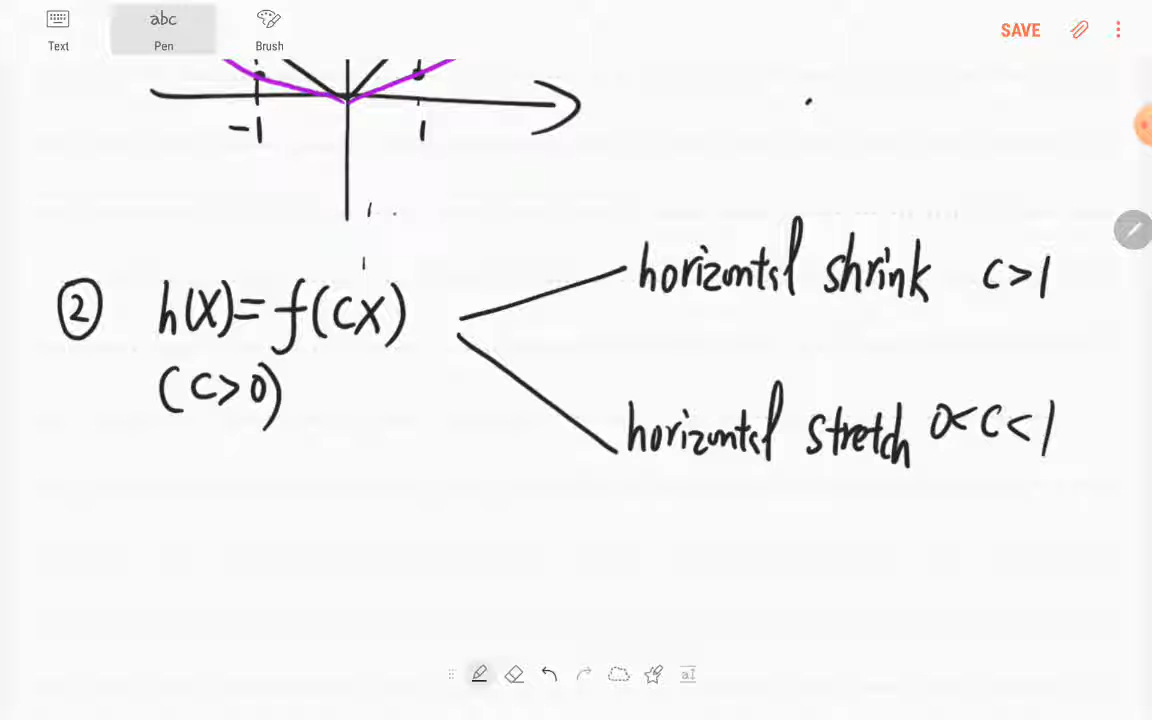 Text
abc
Pen
Brush
SAVE
-1
1
② h(x)=f(cx)
(c>0)
horizontal shrink c>1
horizontal stretch 0<c<1